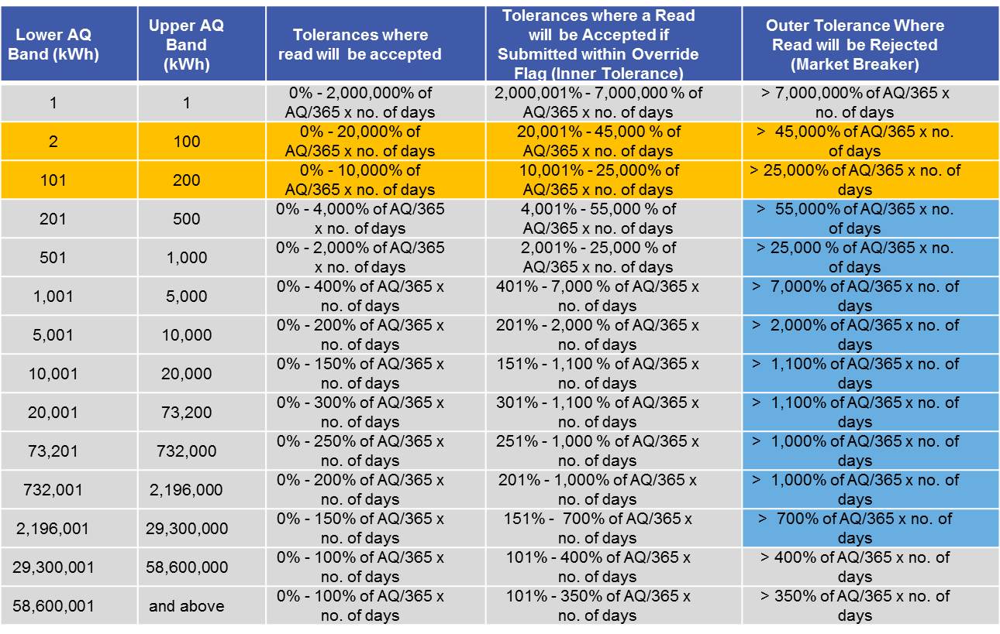 Lower AQ
Band (kWh)
Upper AQ
Band
(kWh)
Tolerances where
read will be accepted
Tolerances where a Read
will be Accepted if
Submitted within Override
Flag (Inner Tolerance)
Outer Tolerance Where
Read will be Rejected
(Market Breaker)
1
1
0% - 2,000,000% of
AQ/365 x no. of days
2,000,001% - 7,000,000 % of
AQ/365 x no. of days
> 7,000,000% of AQ/365 x
no. of days
2
100
0% - 20,000% of
AQ/365 x no. of days
20,001% - 45,000 % of
AQ/365 x no. of days
> 45,000% of AQ/365 x no.
of days
101
200
0% - 10,000% of
AQ/365 x no. of days
10,001% - 25,000% of
AQ/365 x no. of days
> 25,000% of AQ/365 x no. of
days
201
500
0% - 4,000% of AQ/365
x no. of days
4,001% - 55,000 % of
AQ/365 x no. of days
> 55,000% of AQ/365 x no.
of days
501
1,000
0% - 2,000% of AQ/365
x no. of days
2,001% - 25,000 % of
AQ/365 x no. of days
> 25,000 % of AQ/365 x no.
of days
1,001
5,000
0% - 400% of AQ/365 x
no. of days
401% - 7,000 % of AQ/365 x
no. of days
> 7,000% of AQ/365 x no. of
days
5,001
10,000
0% - 200% of AQ/365 x
no. of days
201% - 2,000 % of AQ/365 x
no. of days
> 2,000% of AQ/365 x no. of
days
10,001
20,000
0% - 150% of AQ/365 x
no. of days
151% - 1,100 % of AQ/365 x
no. of days
> 1,100% of AQ/365 x no. of
days
20,001
73,200
0% - 300% of AQ/365 x
no. of days
301% - 1,100 % of AQ/365 x
no. of days
> 1,100% of AQ/365 x no. of
days
73,201
732,000
0% - 250% of AQ/365 x
no. of days
251% - 1,000 % of AQ/365 x
no. of days
> 1,000% of AQ/365 x no. of
days
732,001
2,196,000
0% - 200% of AQ/365 x
no. of days
201% - 1,000% of AQ/365 x
no. of days
> 1,000% of AQ/365 x no. of
days
2,196,001
29,300,000
0% - 150% of AQ/365 x
no. of days
151% - 700% of AQ/365 x
no. of days
> 700% of AQ/365 x no. of
days
29,300,001
58,600,000
0% - 100% of AQ/365 x
no. of days
101% - 400% of AQ/365 x
no. of days
> 400% of AQ/365 x no. of
days
58,600,001
and above
0% - 100% of AQ/365 x
no. of days
101% - 350% of AQ/365 x
no. of days
> 350% of AQ/365 x no. of
days